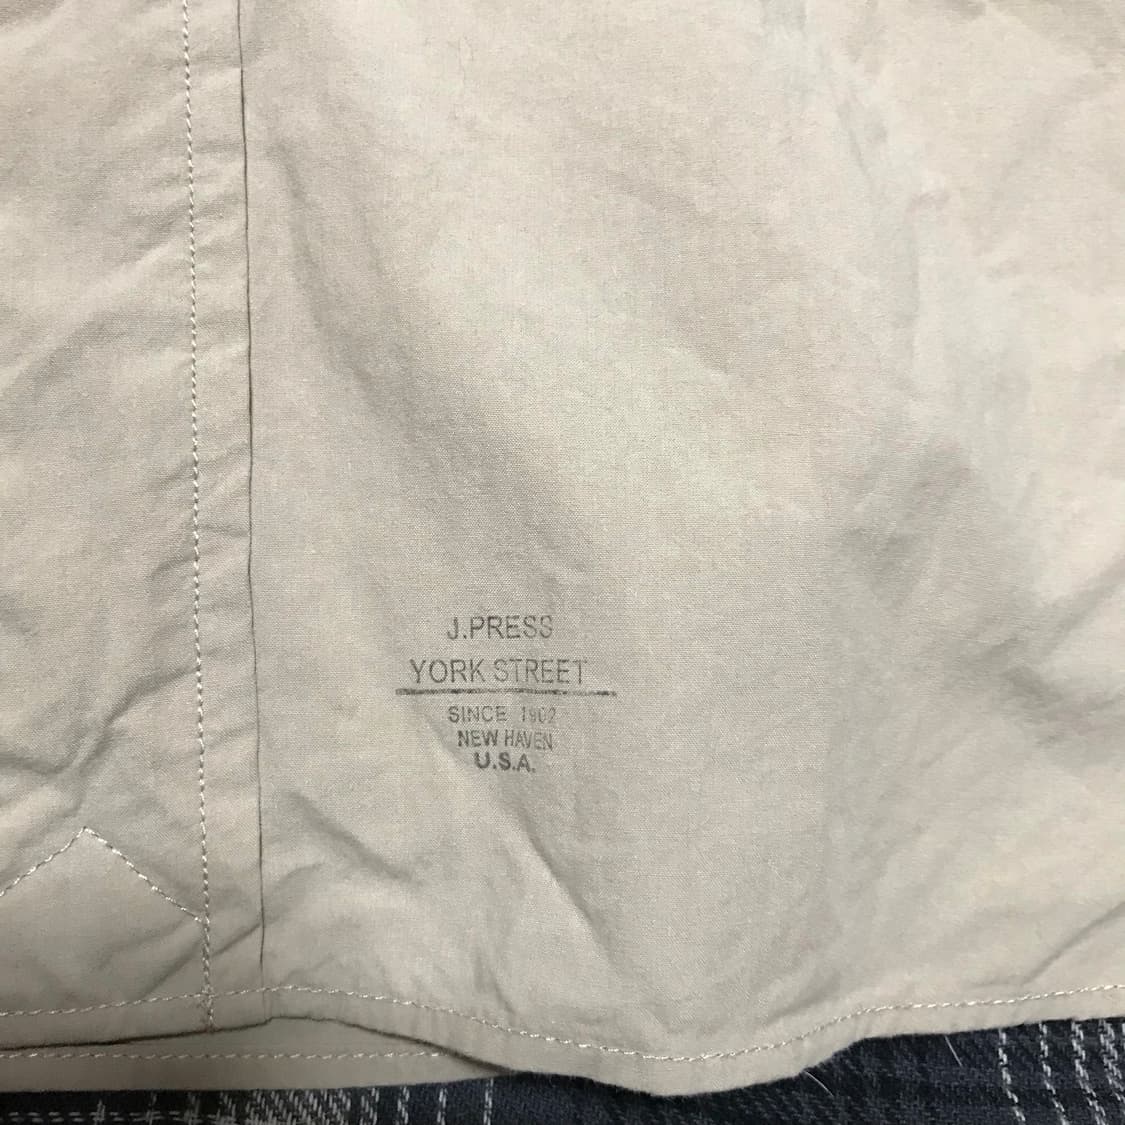 J.PRESS
YORK STREET
SINCE 1902
NEW HAVEN
U.S.A.